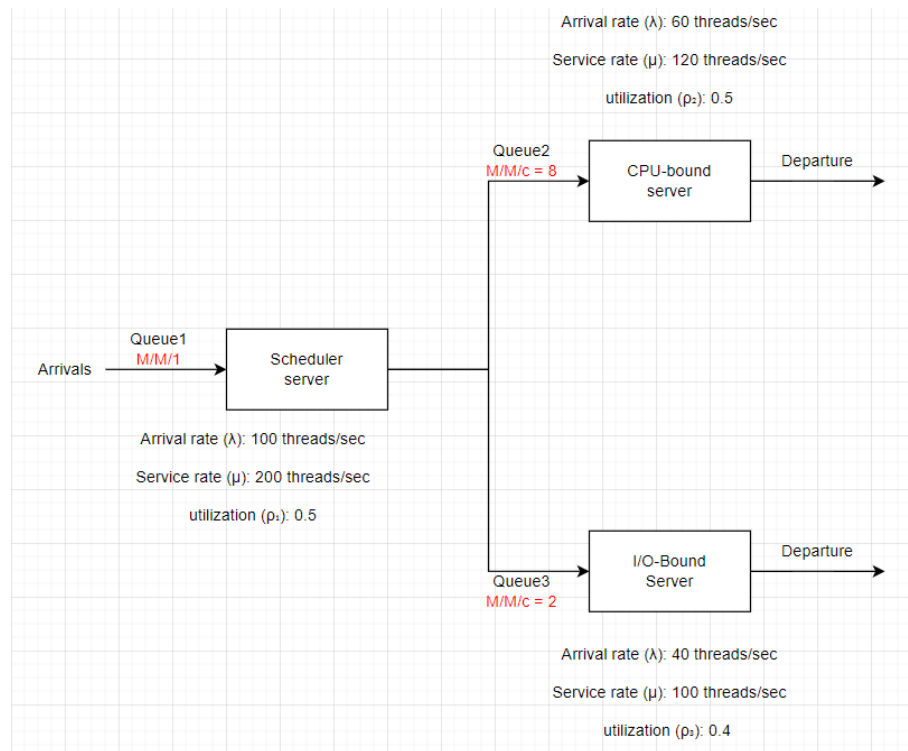 Arrival rate (λ): 60 threads/sec
Service rate (μ): 120 threads/sec
utilization (ρ₂): 0.5
Queue2
M/M/c = 8
CPU-bound
server
Departure
Queue1
M/M/1
Arrivals
Scheduler
server
Arrival rate (λ): 100 threads/sec
Service rate (μ): 200 threads/sec
utilization (ρ₁): 0.5
Queue3
M/M/c = 2
I/O-Bound
Server
Departure
Arrival rate (λ): 40 threads/sec
Service rate (μ): 100 threads/sec
utilization (ρ₃): 0.4